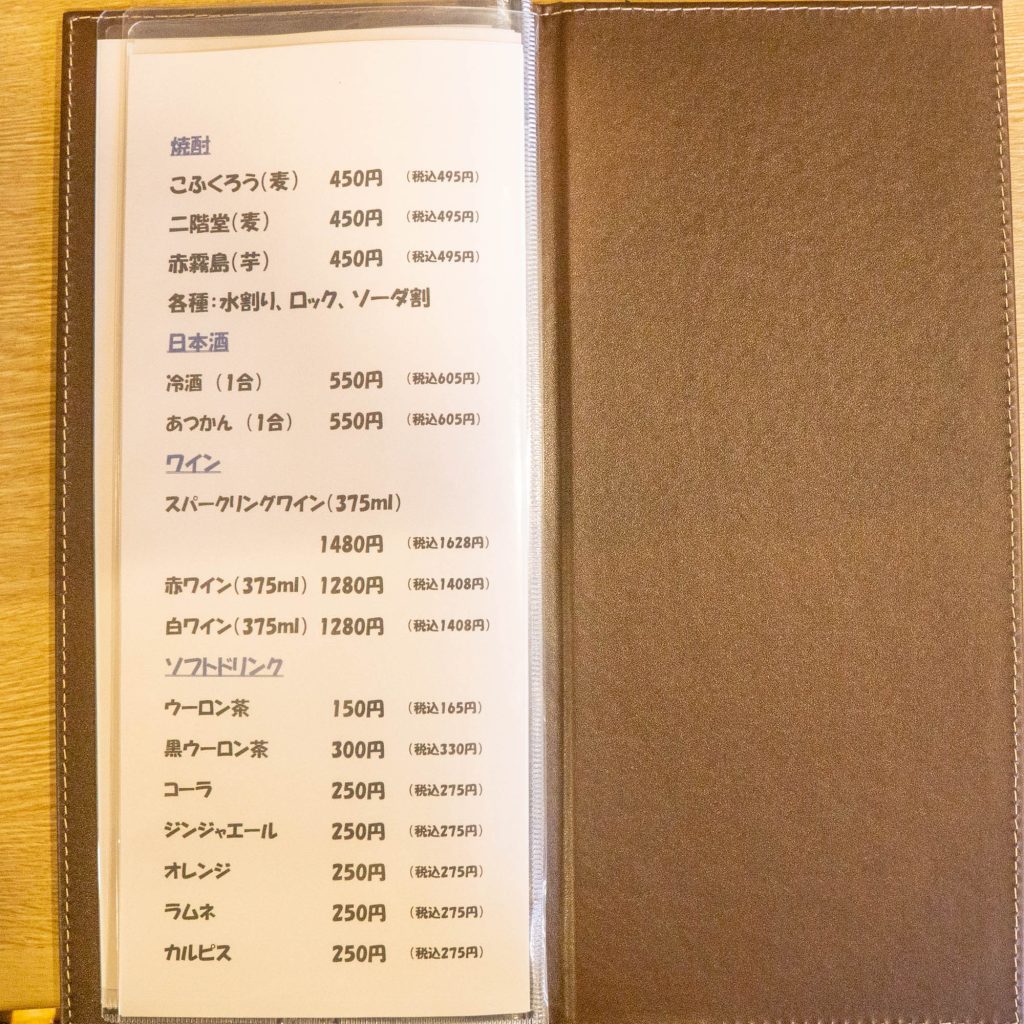 焼酎
こふくろう(麦) 450円 (税込495円)
二階堂(麦) 450円 (税込495円)
赤霧島(芋) 450円 (税込495円)
各種:水割り、ロック、ソーダ割
日本酒
冷酒 (1合) 550円 (税込605円)
あつかん (1合) 550円 (税込605円)
ワイン
スパークリングワイン(375ml)
1480円 (税込1628円)
赤ワイン(375ml) 1280円 (税込1408円)
白ワイン(375ml) 1280円 (税込1408円)
ソフトドリンク
ウーロン茶 150円 (税込165円)
黒ウーロン茶 300円 (税込330円)
コーラ 250円 (税込275円)
ジンジャエール 250円 (税込275円)
オレンジ 250円 (税込275円)
ラムネ 250円 (税込275円)
カルピス 250円 (税込275円)